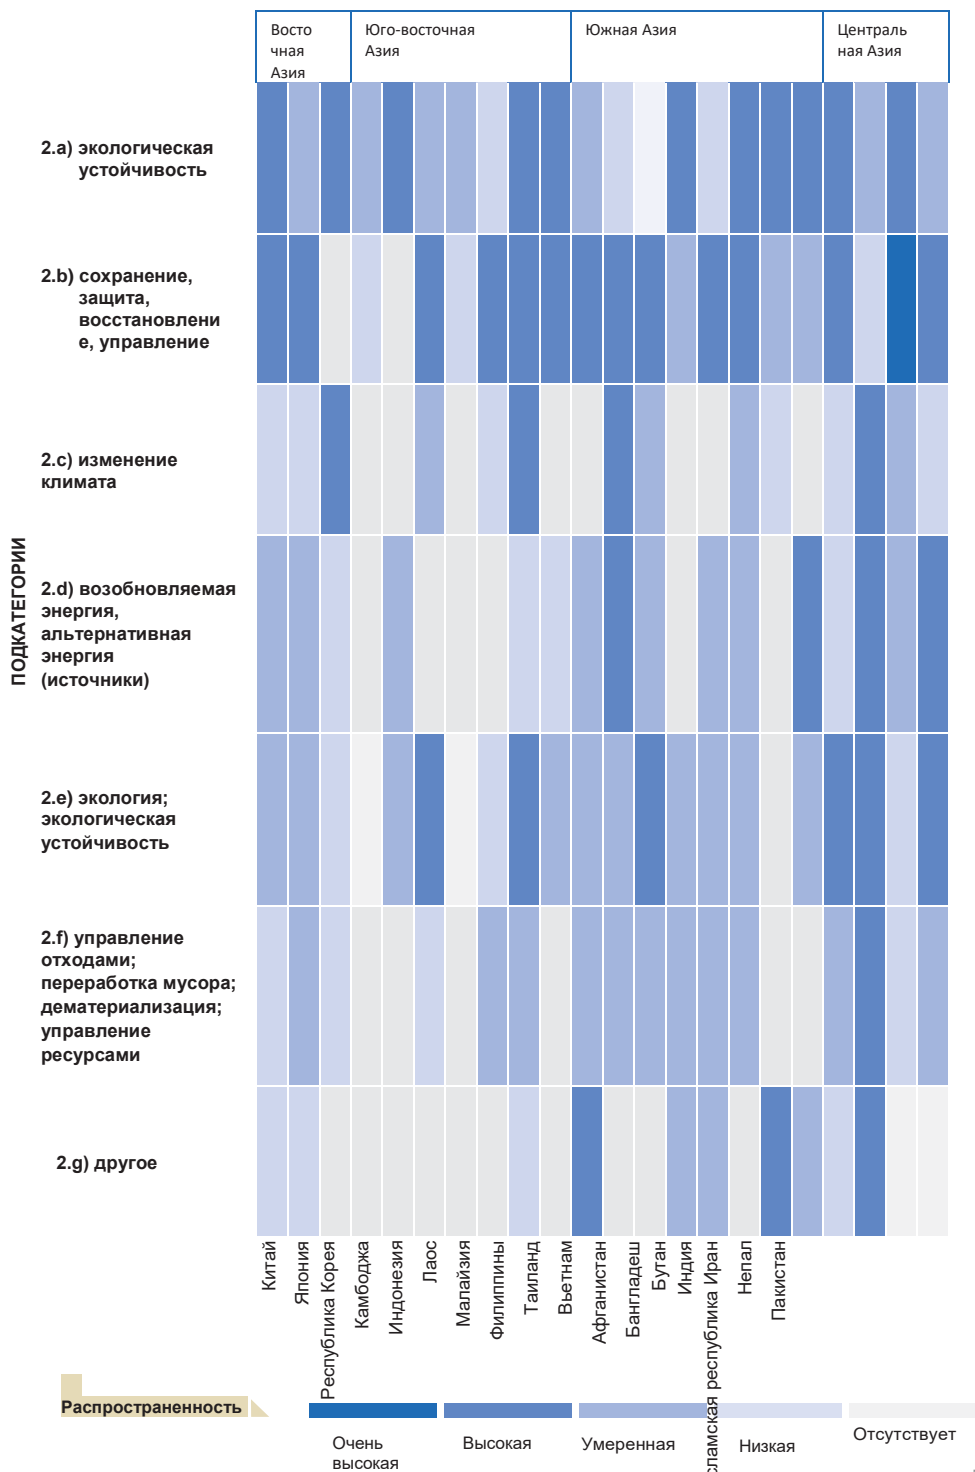 Восто
чная
Азия
Юго-восточная
Азия
Южная Азия
Централь
ная Азия
ПОДКАТЕГОРИИ
2.a) экологическая
устойчивость
2.b) сохранение,
защита,
восстановлени
е, управление
2.c) изменение
климата
2.d) возобновляемая
энергия,
альтернативная
энергия
(источники)
2.e) экология;
экологическая
устойчивость
2.f) управление
отходами;
переработка мусора;
дематериализация;
управление
ресурсами
2.g) другое
Китай
Япония
Республика Корея
Камбоджа
Индонезия
Лаос
Малайзия
Филиппины
Таиланд
Вьетнам
Афганистан
Бангладеш
Бутан
Индия
сламская республика Иран
Непал
Пакистан
Распространенность
Очень
высокая
Высокая
Умеренная
Низкая
Отсутствует